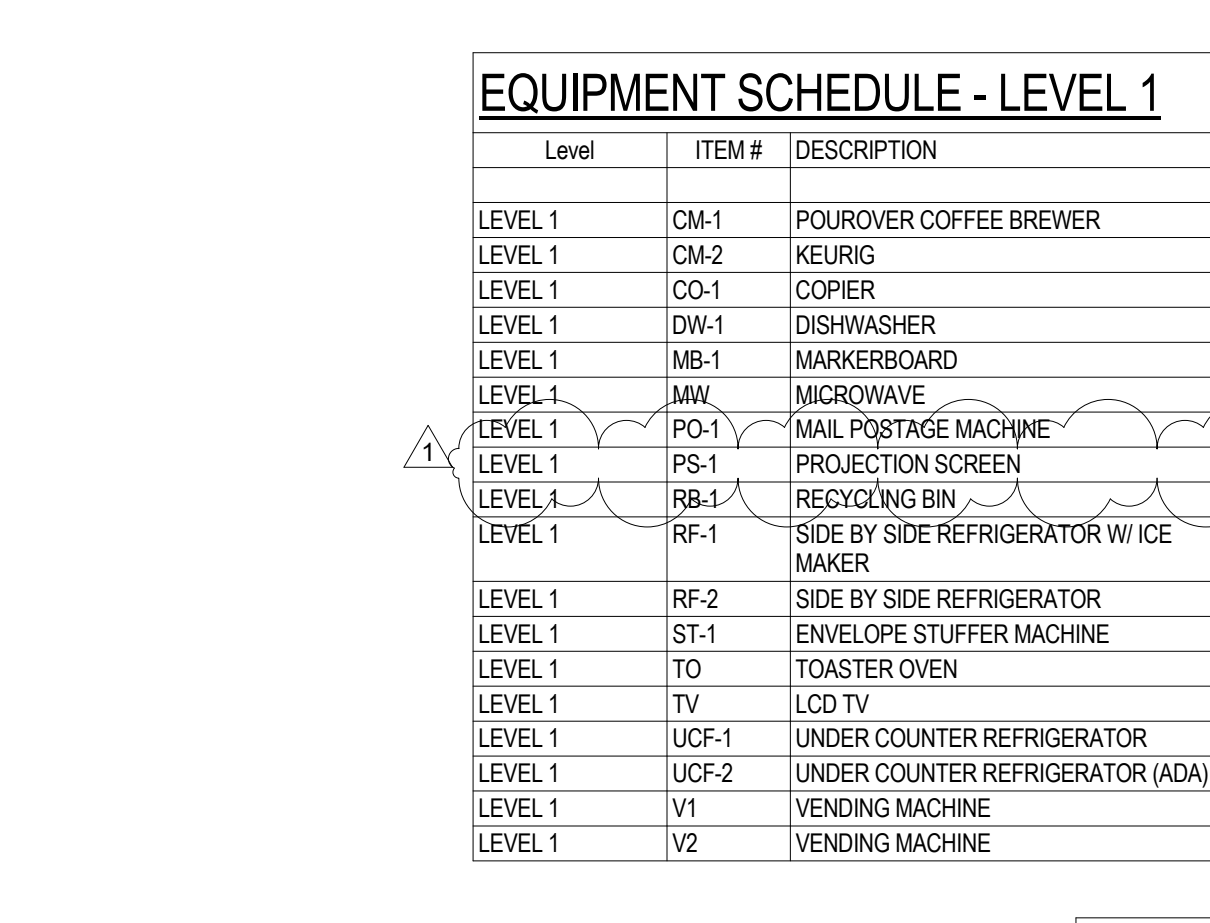 EQUIPMENT SCHEDULE - LEVEL 1
Level ITEM # DESCRIPTION
LEVEL 1 CM-1 POUROVER COFFEE BREWER
LEVEL 1 CM-2 KEURIG
LEVEL 1 CO-1 COPIER
LEVEL 1 DW-1 DISHWASHER
LEVEL 1 MB-1 MARKERBOARD
LEVEL 1 MW MICROWAVE
LEVEL 1 PO-1 MAIL POSTAGE MACHINE
1
LEVEL 1 PS-1 PROJECTION SCREEN
LEVEL 1 RB-1 RECYCLING BIN
LEVEL 1 RF-1 SIDE BY SIDE REFRIGERATOR W/ ICE
MAKER
LEVEL 1 RF-2 SIDE BY SIDE REFRIGERATOR
LEVEL 1 ST-1 ENVELOPE STUFFER MACHINE
LEVEL 1 TO TOASTER OVEN
LEVEL 1 TV LCD TV
LEVEL 1 UCF-1 UNDER COUNTER REFRIGERATOR
LEVEL 1 UCF-2 UNDER COUNTER REFRIGERATOR (ADA)
LEVEL 1 V1 VENDING MACHINE
LEVEL 1 V2 VENDING MACHINE